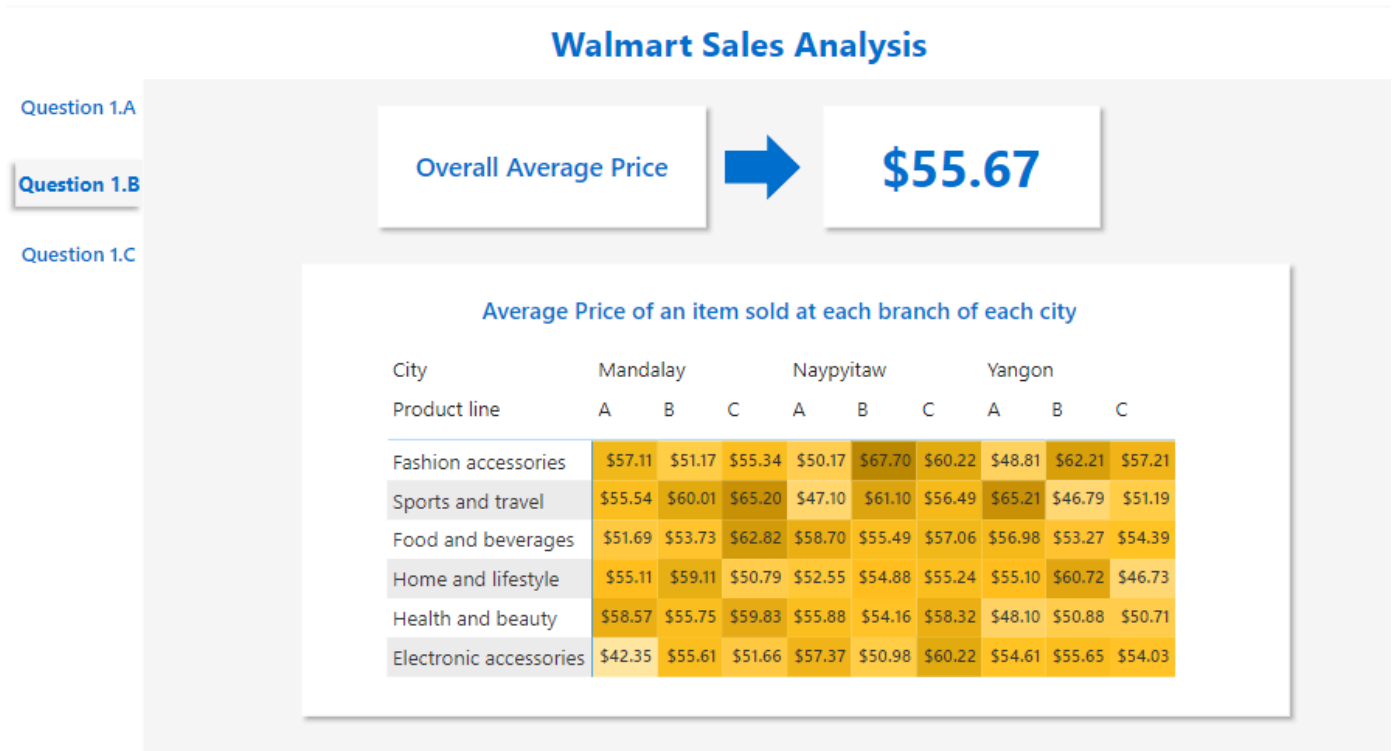 Walmart Sales Analysis
Question 1.A
Question 1.B
Question 1.C
Overall Average Price
$55.67
Average Price of an item sold at each branch of each city
City Mandalay Naypyitaw Yangon
Product line A B C A B C A B C
Fashion accessories $57.11 $51.17 $55.34 $50.17 $67.70 $60.22 $48.81 $62.21 $57.21
Sports and travel $55.54 $60.01 $65.20 $47.10 $61.10 $56.49 $65.21 $46.79 $51.19
Food and beverages $51.69 $53.73 $62.82 $58.70 $55.49 $57.06 $56.98 $53.27 $54.39
Home and lifestyle $55.11 $59.11 $50.79 $52.55 $54.88 $55.24 $55.10 $60.72 $46.73
Health and beauty $58.57 $55.75 $59.83 $55.88 $54.16 $58.32 $48.10 $50.88 $50.71
Electronic accessories $42.35 $55.61 $51.66 $57.37 $50.98 $60.22 $54.61 $55.65 $54.03